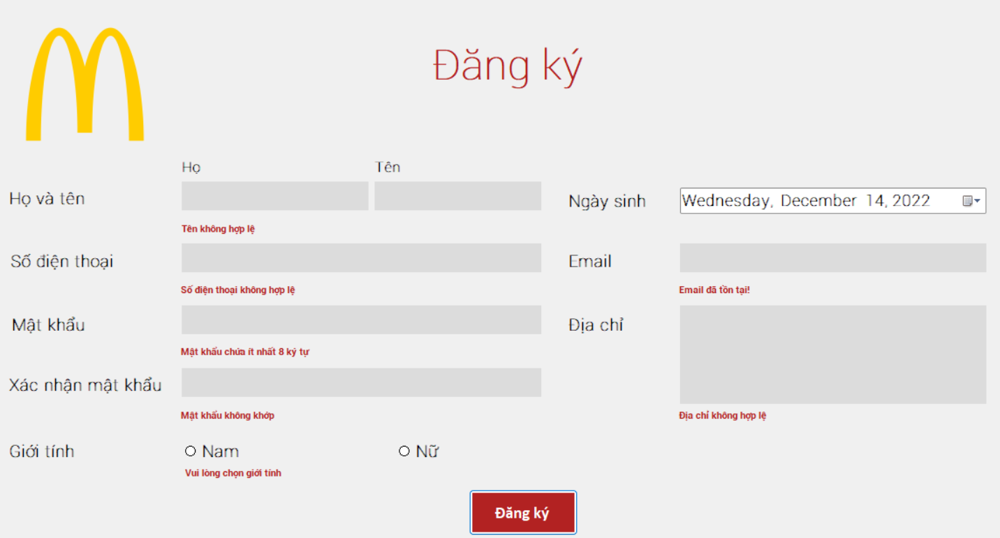 Đăng ký
Họ
Tên
Họ và tên
Ngày sinh
Wednesday, December 14, 2022
Tên không hợp lệ
Số điện thoại
Email
Số điện thoại không hợp lệ
Email đã tồn tại!
Mật khẩu
Địa chỉ
Mật khẩu chứa ít nhất 8 ký tự
Xác nhận mật khẩu
Mật khẩu không khớp
Địa chỉ không hợp lệ
Giới tính
Nam
Nữ
Vui lòng chọn giới tính
Đăng ký